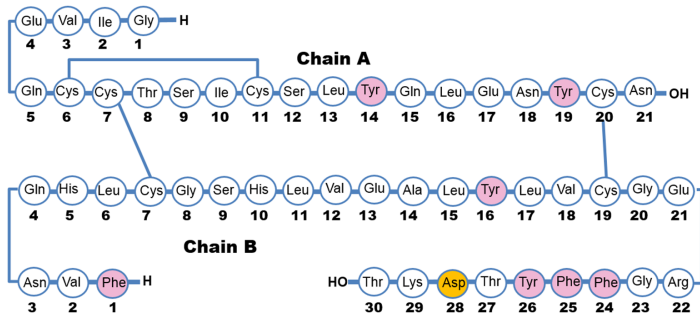 Glu Val Ile Gly H
4 3 2 1
Chain A
Gln Cys Cys Thr Ser Ile Cys Ser Leu Tyr Gln Leu Glu Asn Tyr Cys Asn OH
5 6 7 8 9 10 11 12 13 14 15 16 17 18 19 20 21
Gln His Leu Cys Gly Ser His Leu Val Glu Ala Leu Tyr Leu Val Cys Gly Glu
4 5 6 7 8 9 10 11 12 13 14 15 16 17 18 19 20 21
Chain B
Asn Val Phe H HO Thr Lys Asp Thr Tyr Phe Phe Gly Arg
3 2 1 30 29 28 27 26 25 24 23 22